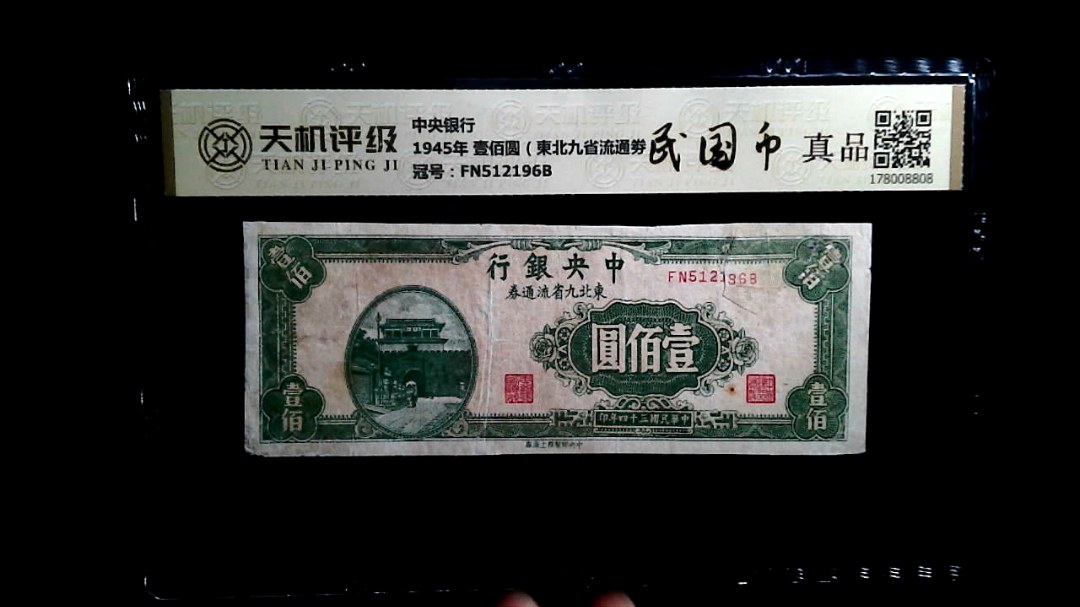 天机评级
TIAN JI PING JI
中央银行
1945年 壹佰圆 (東北九省流通券
冠号：FN512196B
民国币
真品
178008808
壹佰
壹佰
行銀央中
FN512196B
券通流省九北東
圓佰壹
壹佰
壹佰
印年四十三國民華中